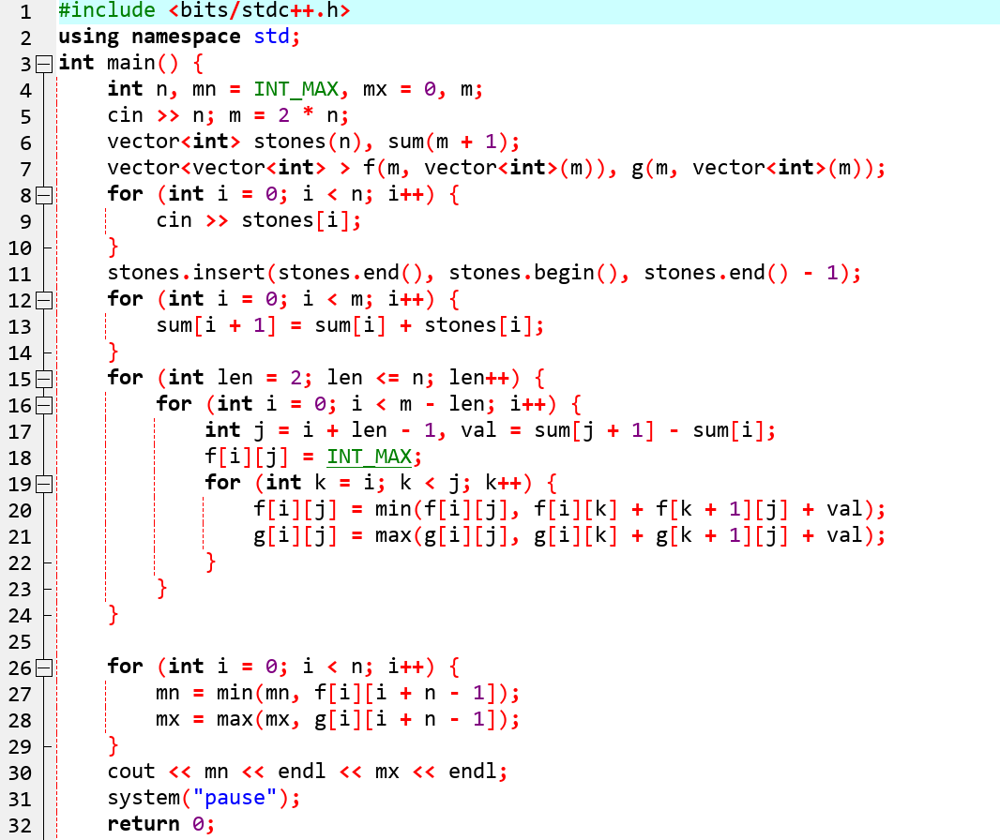 1 #include <bits/stdc++.h>
2 using namespace std;
3 int main() {
4     int n, mn = INT_MAX, mx = 0, m;
5     cin >> n; m = 2 * n;
6     vector<int> stones(n), sum(m + 1);
7     vector<vector<int> > f(m, vector<int>(m)), g(m, vector<int>(m));
8     for (int i = 0; i < n; i++) {
9         cin >> stones[i];
10     }
11     stones.insert(stones.end(), stones.begin(), stones.end() - 1);
12     for (int i = 0; i < m; i++) {
13         sum[i + 1] = sum[i] + stones[i];
14     }
15     for (int len = 2; len <= n; len++) {
16         for (int i = 0; i < m - len; i++) {
17             int j = i + len - 1, val = sum[j + 1] - sum[i];
18             f[i][j] = INT_MAX;
19             for (int k = i; k < j; k++) {
20                 f[i][j] = min(f[i][j], f[i][k] + f[k + 1][j] + val);
21                 g[i][j] = max(g[i][j], g[i][k] + g[k + 1][j] + val);
22             }
23         }
24     }
25
26     for (int i = 0; i < n; i++) {
27         mn = min(mn, f[i][i + n - 1]);
28         mx = max(mx, g[i][i + n - 1]);
29     }
30     cout << mn << endl << mx << endl;
31     system("pause");
32     return 0;